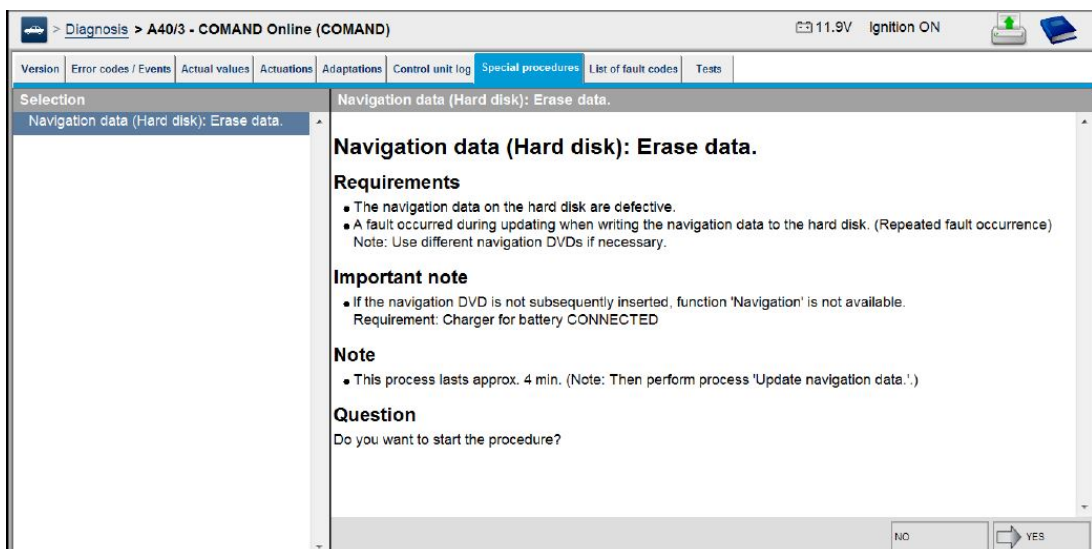 > Diagnosis > A40/3 - COMAND Online (COMAND) 11.9V Ignition ON
Version Error codes / Events Actual values Actuations Adaptations Control unit log Special procedures List of fault codes Tests
Selection
Navigation data (Hard disk): Erase data.
Navigation data (Hard disk): Erase data.
Navigation data (Hard disk): Erase data.
Requirements
• The navigation data on the hard disk are defective.
• A fault occurred during updating when writing the navigation data to the hard disk. (Repeated fault occurrence)
Note: Use different navigation DVDs if necessary.
Important note
• If the navigation DVD is not subsequently inserted, function 'Navigation' is not available.
Requirement: Charger for battery CONNECTED
Note
• This process lasts approx. 4 min. (Note: Then perform process 'Update navigation data.'.)
Question
Do you want to start the procedure?
NO YES